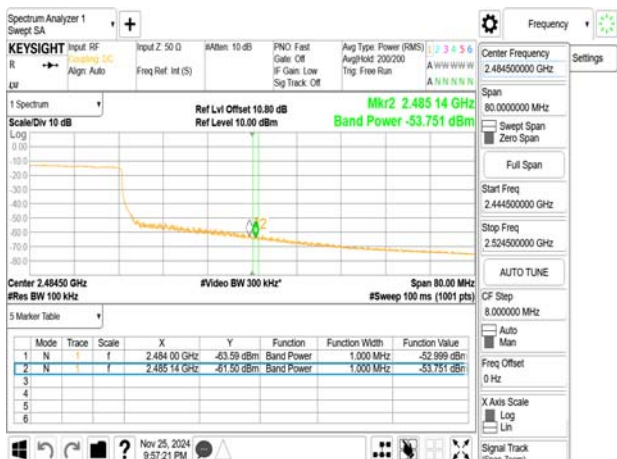 Spectrum Analyzer 1
Swept SA
Frequency
KEYSIGHT
R
LVI
Input: RF
Coupling: DC
Align: Auto
Input Z: 50 Ω
Freq Ref: Int (S)
#Atten: 10 dB
PNO: Fast
Gate: Off
IF Gain: Low
Sig Track: Off
Avg Type: Power (RMS)
Avg|Hold: 200/200
Trig: Free Run
1 2 3 4 5 6
A W W W W W
A N N N N N
1 Spectrum
Scale/Div 10 dB
Ref Lvl Offset 10.80 dB
Ref Level 10.00 dBm
Mkr2 2.485 14 GHz
Band Power -53.751 dBm
Log
0.00
-10.0
-20.0
-30.0
-40.0
-50.0
-60.0
-70.0
-80.0
2
Center 2.48450 GHz
#Res BW 100 kHz
#Video BW 300 kHz*
Span 80.00 MHz
#Sweep 100 ms (1001 pts)
5 Marker Table
Mode Trace Scale X Y Function Function Width Function Value
1 N 1 f 2.484 00 GHz -63.59 dBm Band Power 1.000 MHz -52.999 dBm
2 N 1 f 2.485 14 GHz -61.50 dBm Band Power 1.000 MHz -53.751 dBm
3
4
5
6
Nov 25, 2024
9:57:21 PM
Center Frequency
2.484500000 GHz
Settings
Span
80.0000000 MHz
Swept Span
Zero Span
Full Span
Start Freq
2.444500000 GHz
Stop Freq
2.524500000 GHz
AUTO TUNE
CF Step
8.000000 MHz
Auto
Man
Freq Offset
0 Hz
X Axis Scale
Log
Lin
Signal Track